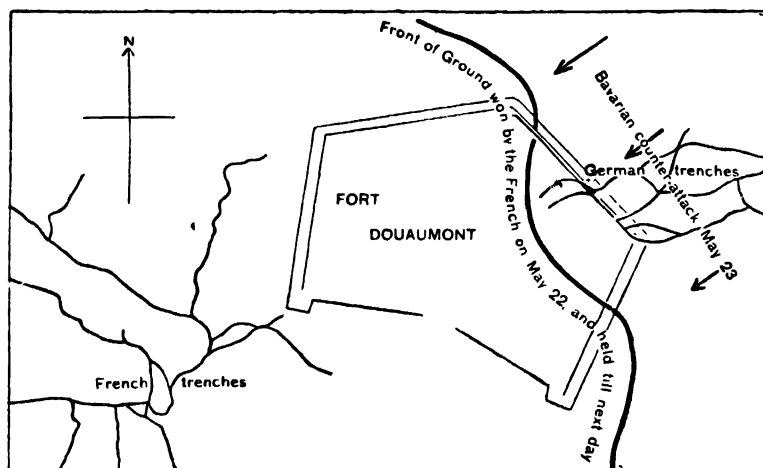 N
Front of Ground won by the French on May 22, and held till next day
Bavarian counter-attack, May 23
German trenches
FORT
DOUAUMONT
French trenches